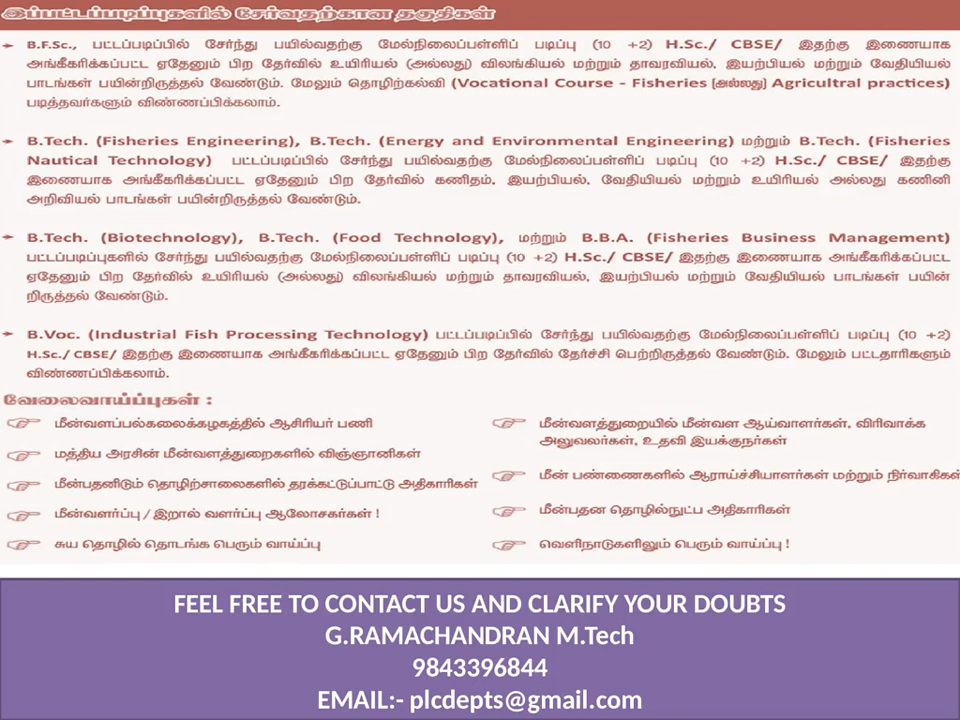 இப்பட்டப்படிப்புகளில் சேர்வதற்கான தகுதிகள்
B.F.Sc., பட்டப்படிப்பில் சேர்ந்து பயில்வதற்கு மேல்நிலைப்பள்ளிப் படிப்பு (10 +2) H.Sc./ CBSE/ இதற்கு இணையாக
அங்கீகரிக்கப்பட்ட ஏதேனும் பிற தேர்வில் உயிரியல் (அல்லது) விலங்கியல் மற்றும் தாவரவியல், இயற்பியல் மற்றும் வேதியியல்
பாடங்கள் பயின்றிருத்தல் வேண்டும். மேலும் தொழிற்கல்வி (Vocational Course - Fisheries (அல்லது) Agricultral practices)
படித்தவர்களும் விண்ணப்பிக்கலாம்.
B.Tech. (Fisheries Engineering), B.Tech. (Energy and Environmental Engineering) மற்றும் B.Tech. (Fisheries
Nautical Technology) பட்டப்படிப்பில் சேர்ந்து பயில்வதற்கு மேல்நிலைப்பள்ளிப் படிப்பு (10 +2) H.Sc./ CBSE/ இதற்கு
இணையாக அங்கீகரிக்கப்பட்ட ஏதேனும் பிற தேர்வில் கணிதம், இயற்பியல், வேதியியல் மற்றும் உயிரியல் அல்லது கணினி
அறிவியல் பாடங்கள் பயின்றிருத்தல் வேண்டும்.
B.Tech. (Biotechnology), B.Tech. (Food Technology), மற்றும் B.B.A. (Fisheries Business Management)
பட்டப்படிப்புகளில் சேர்ந்து பயில்வதற்கு மேல்நிலைப்பள்ளிப் படிப்பு (10 +2) H.Sc./ CBSE/ இதற்கு இணையாக அங்கீகரிக்கப்பட்ட
ஏதேனும் பிற தேர்வில் உயிரியல் (அல்லது) விலங்கியல் மற்றும் தாவரவியல், இயற்பியல் மற்றும் வேதியியல் பாடங்கள் பயின்
றிருத்தல் வேண்டும்.
B.Voc. (Industrial Fish Processing Technology) பட்டப்படிப்பில் சேர்ந்து பயில்வதற்கு மேல்நிலைப்பள்ளிப் படிப்பு (10 +2)
H.Sc./ CBSE/ இதற்கு இணையாக அங்கீகரிக்கப்பட்ட ஏதேனும் பிற தேர்வில் தேர்ச்சி பெற்றிருத்தல் வேண்டும். மேலும் பட்டதாரிகளும்
விண்ணப்பிக்கலாம்.
வேலைவாய்ப்புகள் :
மீன்வளப்பல்கலைக்கழகத்தில் ஆசிரியர் பணி
மத்திய அரசின் மீன்வளத்துறைகளில் விஞ்ஞானிகள்
மீன்பதனிடும் தொழிற்சாலைகளில் தரக்கட்டுப்பாட்டு அதிகாரிகள்
மீன்வளர்ப்பு / இறால் வளர்ப்பு ஆலோசகர்கள் !
சுய தொழில் தொடங்க பெரும் வாய்ப்பு
மீன்வளத்துறையில் மீன்வள ஆய்வாளர்கள், விரிவாக்க
அலுவலர்கள், உதவி இயக்குநர்கள்
மீன் பண்ணைகளில் ஆராய்ச்சியாளர்கள் மற்றும் நிர்வாகிகள்
மீன்பதன தொழில்நுட்ப அதிகாரிகள்
வெளிநாடுகளிலும் பெரும் வாய்ப்பு !
FEEL FREE TO CONTACT US AND CLARIFY YOUR DOUBTS
G.RAMACHANDRAN M.Tech
9843396844
EMAIL:- plcdepts@gmail.com